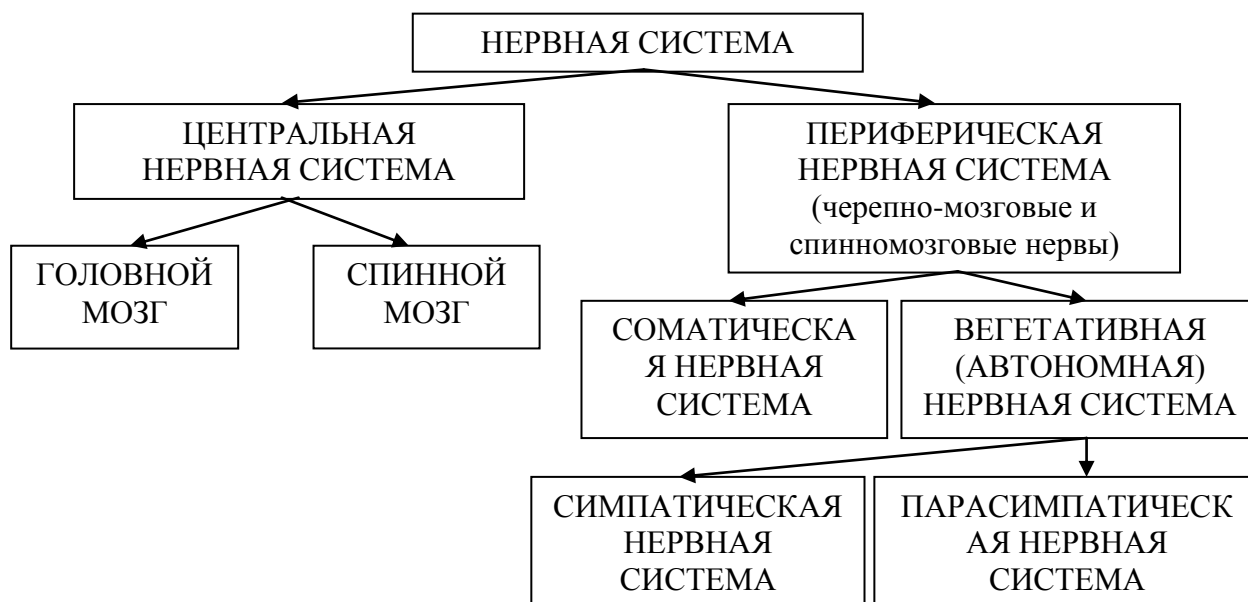 НЕРВНАЯ СИСТЕМА
ЦЕНТРАЛЬНАЯ
НЕРВНАЯ СИСТЕМА
ПЕРИФЕРИЧЕСКАЯ
НЕРВНАЯ СИСТЕМА
(черепно-мозговые и
спинномозговые нервы)
ГОЛОВНОЙ
МОЗГ
СПИННОЙ
МОЗГ
СОМАТИЧЕСКА
Я НЕРВНАЯ
СИСТЕМА
ВЕГЕТАТИВНАЯ
(АВТОНОМНАЯ)
НЕРВНАЯ СИСТЕМА
СИМПАТИЧЕСКАЯ
НЕРВНАЯ
СИСТЕМА
ПАРАСИМПАТИЧЕСК
АЯ НЕРВНАЯ
СИСТЕМА